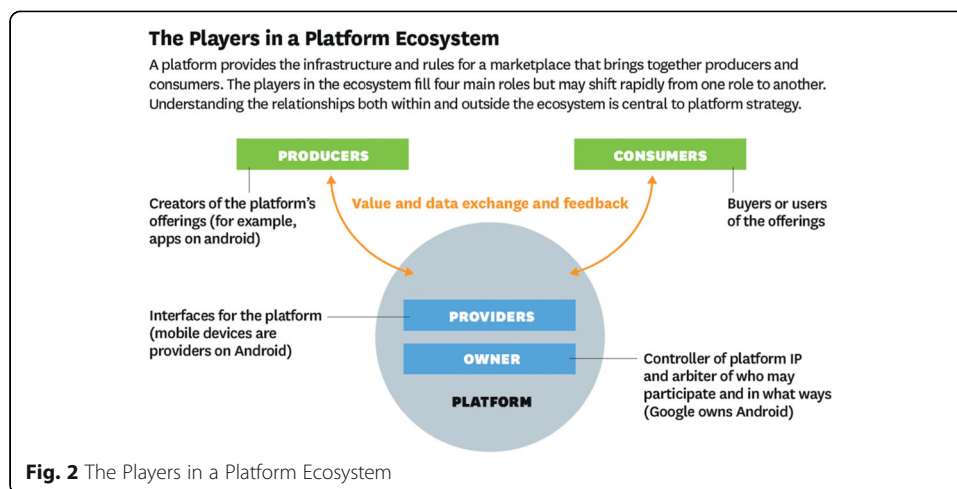 The Players in a Platform Ecosystem
A platform provides the infrastructure and rules for a marketplace that brings together producers and
consumers. The players in the ecosystem fill four main roles but may shift rapidly from one role to another.
Understanding the relationships both within and outside the ecosystem is central to platform strategy.
PRODUCERS
CONSUMERS
Creators of the platform's
offerings (for example,
apps on android)
Value and data exchange and feedback
Buyers or users
of the offerings
Interfaces for the platform
(mobile devices are
providers on Android)
PROVIDERS
OWNER
PLATFORM
Controller of platform IP
and arbiter of who may
participate and in what ways
(Google owns Android)
Fig. 2 The Players in a Platform Ecosystem